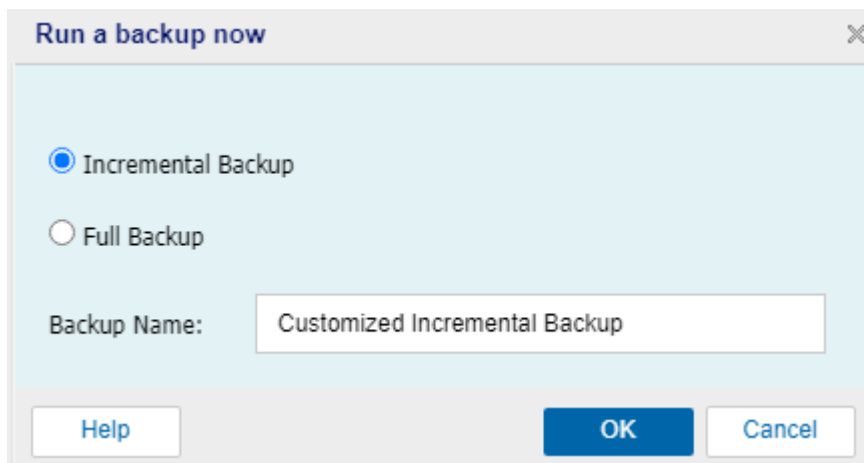 Run a backup now
Incremental Backup
Full Backup
Backup Name: Customized Incremental Backup
Help OK Cancel